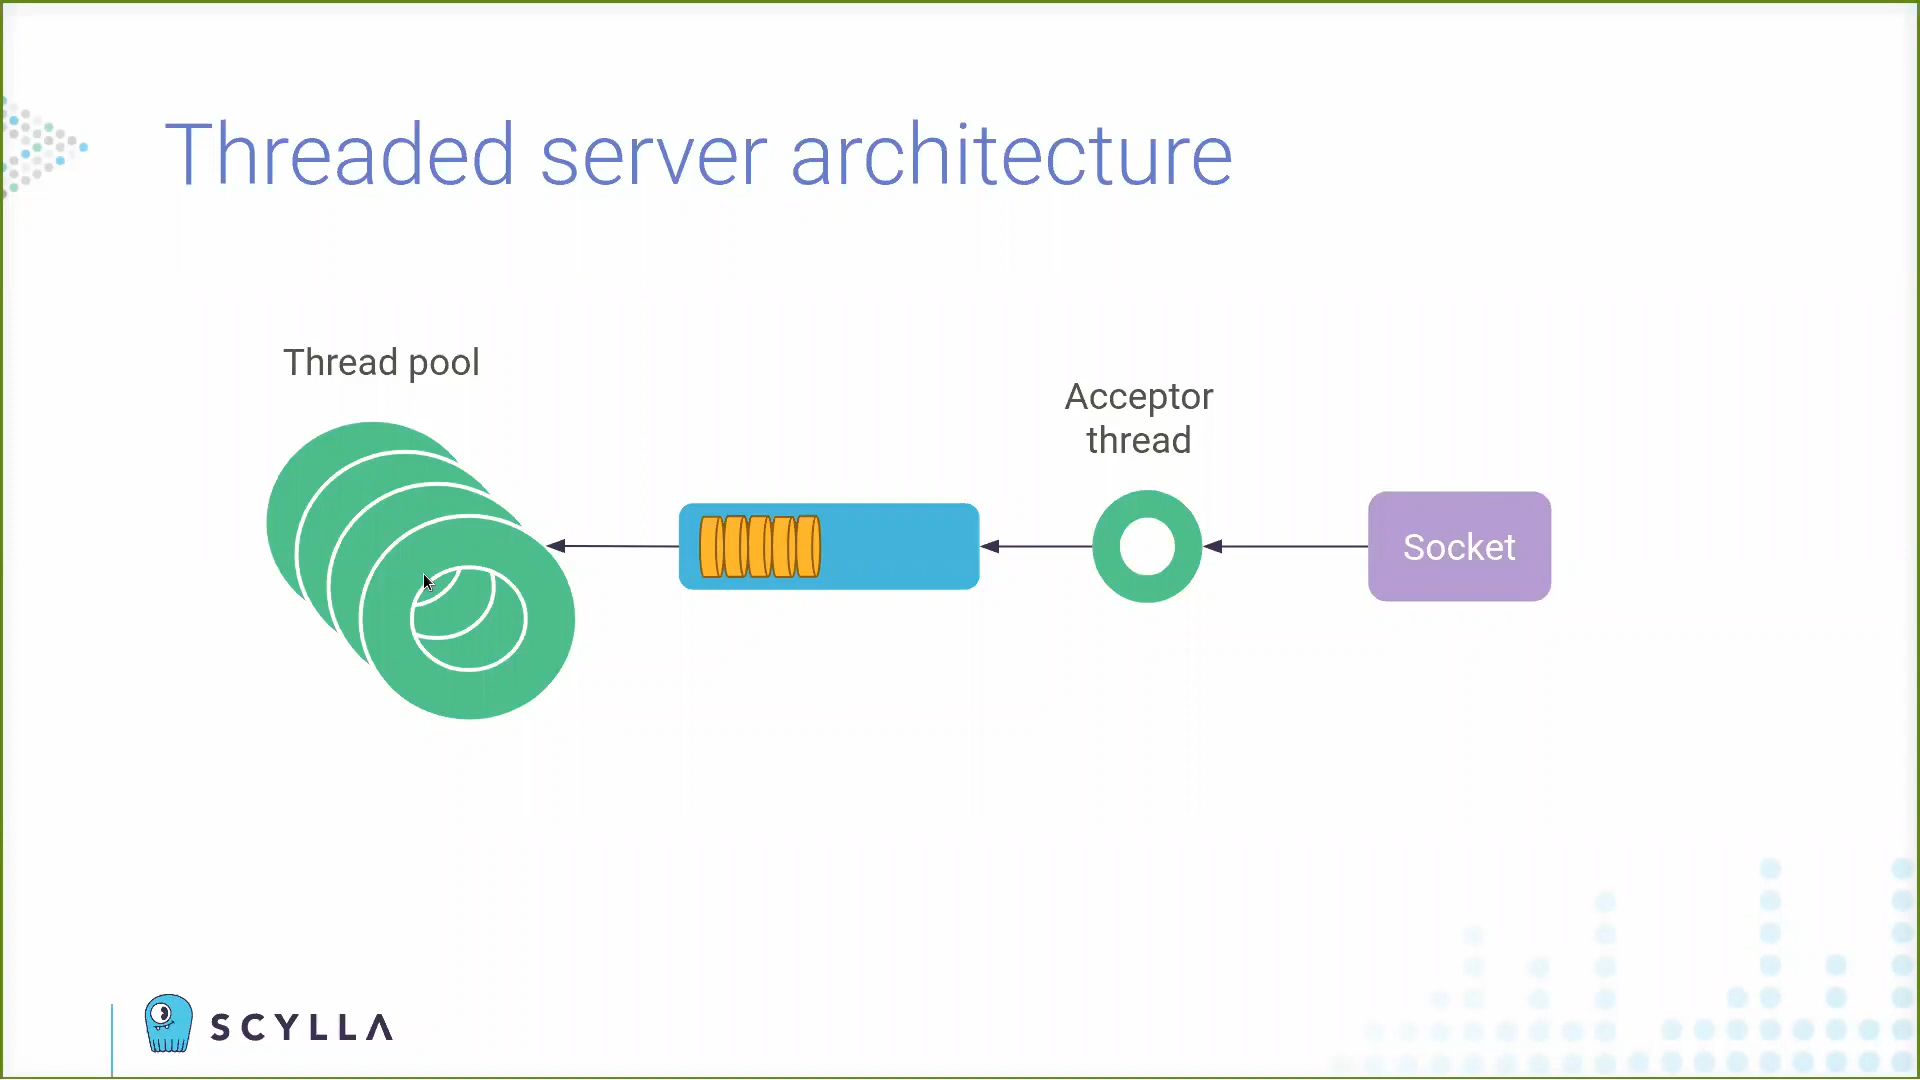 Threaded server architecture
Thread pool
Acceptor
thread
Socket
SCYLLA